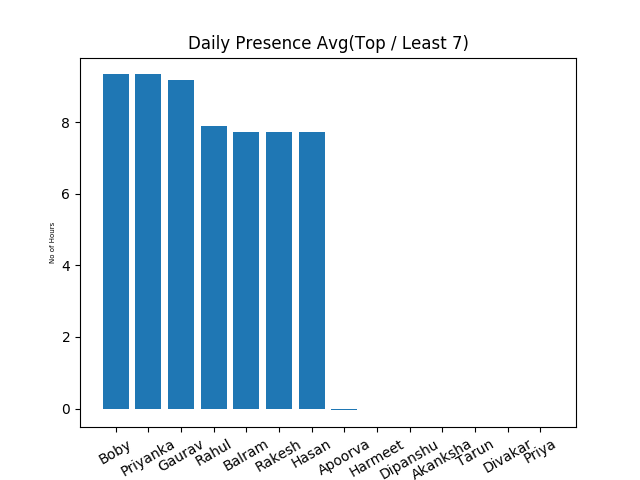 Daily Presence Avg(Top / Least 7)
No of Hours
8
6
4
2
0
Boby
Priyanka
Gaurav
Rahul
Balram
Rakesh
Hasan
Apoorva
Harmeet
Dipanshu
Akanksha
Tarun
Divakar
Priya